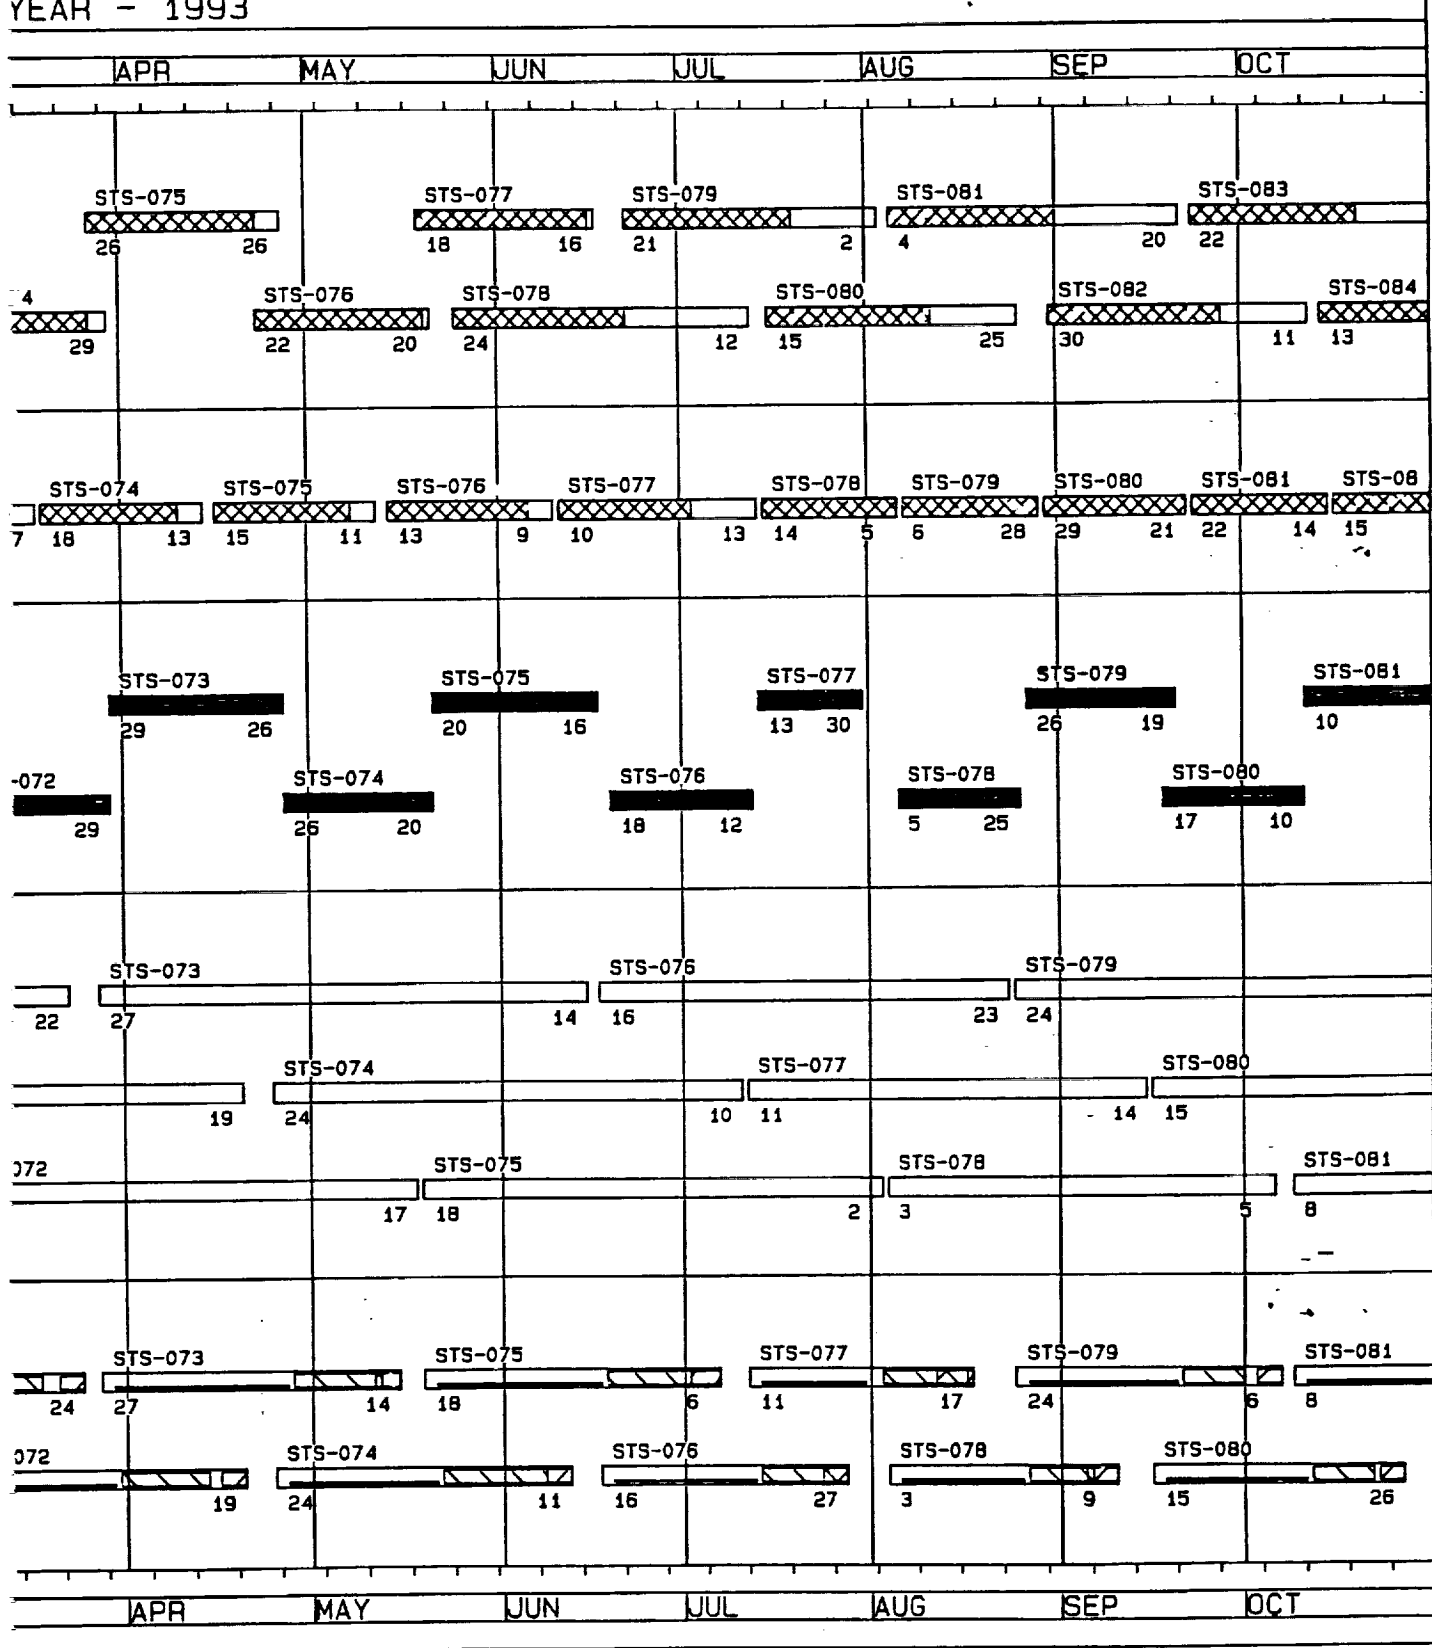 YEAR - 1993
APR MAY JUN JUL AUG SEP OCT
STS-075 STS-077 STS-079 STS-081 STS-083
26 26 18 16 21 2 4 20 22
4 STS-076 STS-078 STS-080 STS-082 STS-084
29 22 20 24 12 15 25 30 11 13
STS-074 STS-075 STS-076 STS-077 STS-078 STS-079 STS-080 STS-081 STS-08
7 18 13 15 11 13 9 10 13 14 5 6 28 29 21 22 14 15
STS-073 STS-075 STS-077 STS-079 STS-081
29 26 20 16 13 30 26 19 10
-072 STS-074 STS-076 STS-078 STS-080
29 26 20 18 12 5 25 17 10
STS-073 STS-076 STS-079
22 27 14 16 23 24
STS-074 STS-077 STS-080
19 24 10 11 14 15
072 STS-075 STS-078 STS-081
17 18 2 3 5 8
STS-073 STS-075 STS-077 STS-079 STS-081
24 27 14 18 6 11 17 24 6 8
072 STS-074 STS-076 STS-078 STS-080
19 24 11 16 27 3 9 15 26
APR MAY JUN JUL AUG SEP OCT